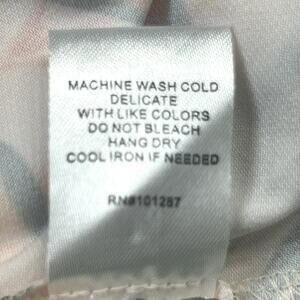 MACHINE WASH COLD
DELICATE
WITH LIKE COLORS
DO NOT BLEACH
HANG DRY
COOL IRON IF NEEDED
RN#101287